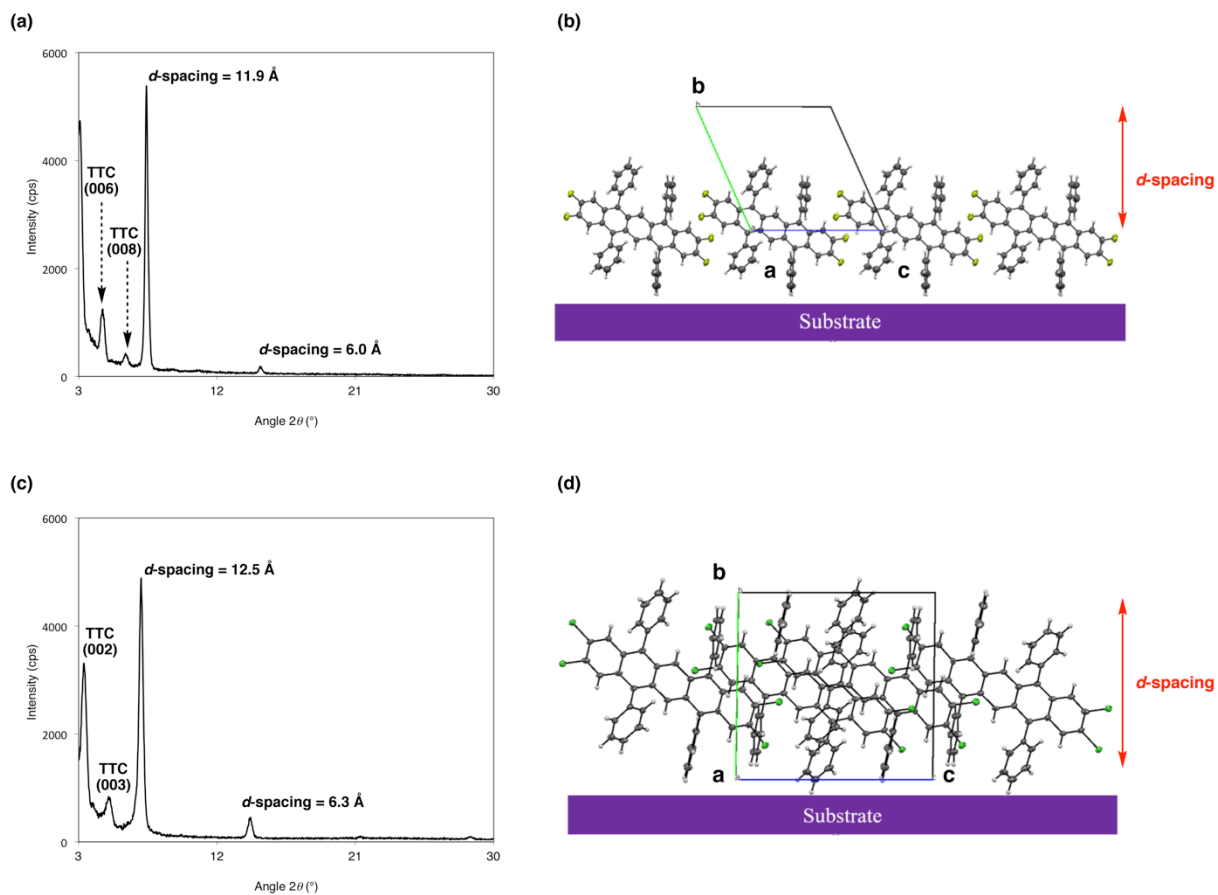 (a)
6000
4000
2000
0
Intensity (cps)
d-spacing = 11.9 Å
TTC
(006)
TTC
(008)
d-spacing = 6.0 Å
3
12
21
30
Angle 2θ (°)
(b)
b
a
c
d-spacing
Substrate
(c)
6000
4000
2000
0
Intensity (cps)
d-spacing = 12.5 Å
TTC
(002)
TTC
(003)
d-spacing = 6.3 Å
3
12
21
30
Angle 2θ (°)
(d)
b
a
c
d-spacing
Substrate